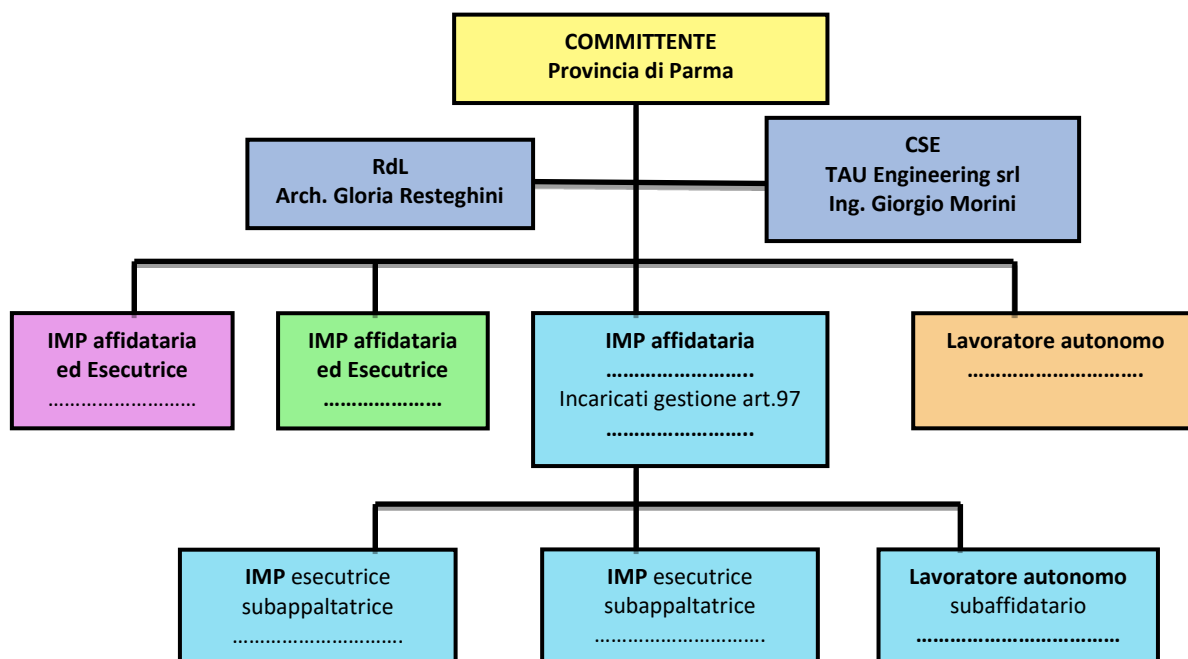 COMMITTENTE
Provincia di Parma
RdL
Arch. Gloria Resteghini
CSE
TAU Engineering srl
Ing. Giorgio Morini
IMP affidataria
ed Esecutrice
………………………
IMP affidataria
ed Esecutrice
…………………
IMP affidataria
……………………..
Incaricati gestione art.97
……………………..
Lavoratore autonomo
………………………….
IMP esecutrice
subappaltatrice
………………………….
IMP esecutrice
subappaltatrice
………………………….
Lavoratore autonomo
subaffidatario
………………………………